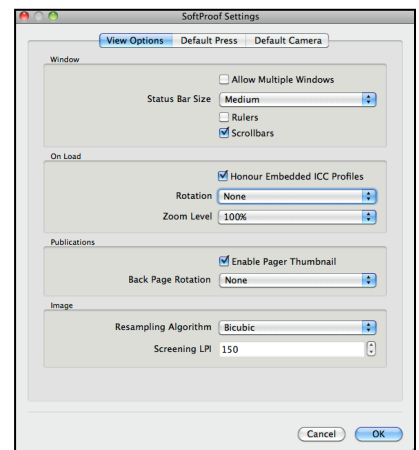 SoftProof Settings
View Options Default Press Default Camera
Window
Allow Multiple Windows
Status Bar Size Medium
Rulers
Scrollbars
On Load
Honour Embedded ICC Profiles
Rotation None
Zoom Level 100%
Publications
Enable Pager Thumbnail
Back Page Rotation None
Image
Resampling Algorithm Bicubic
Screening LPI 150
Cancel OK